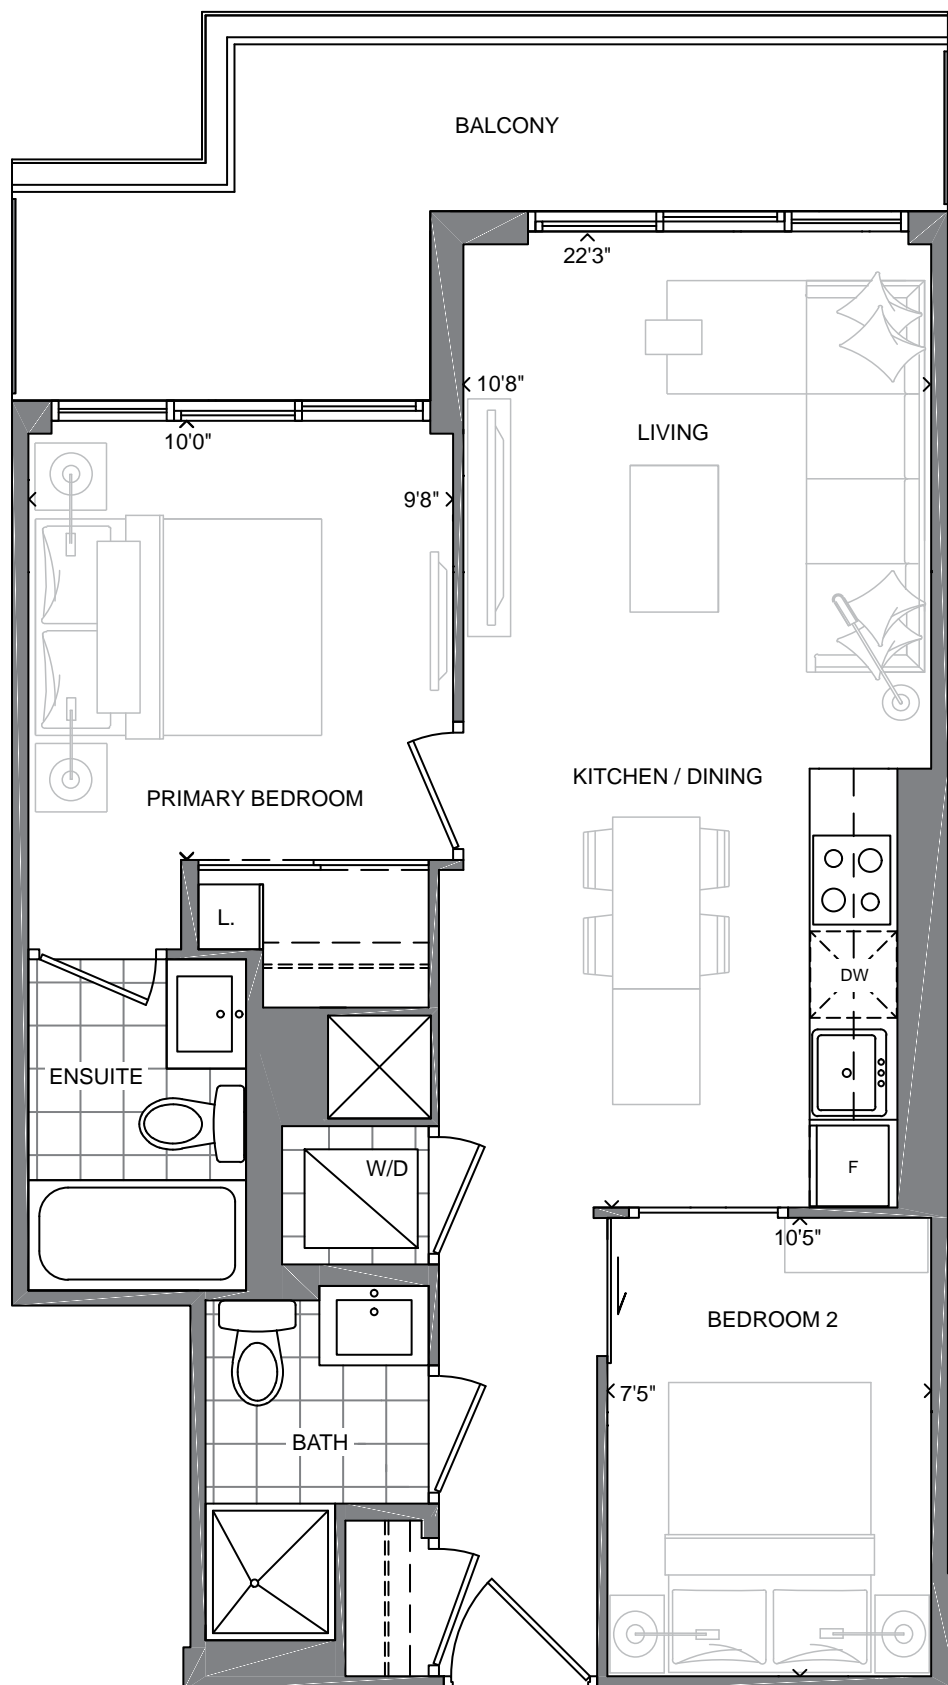 BALCONY
22'3"
10'8"
LIVING
10'0"
9'8"
KITCHEN / DINING
PRIMARY BEDROOM
L.
DW
ENSUITE
W/D
F
10'5"
BEDROOM 2
7'5"
BATH